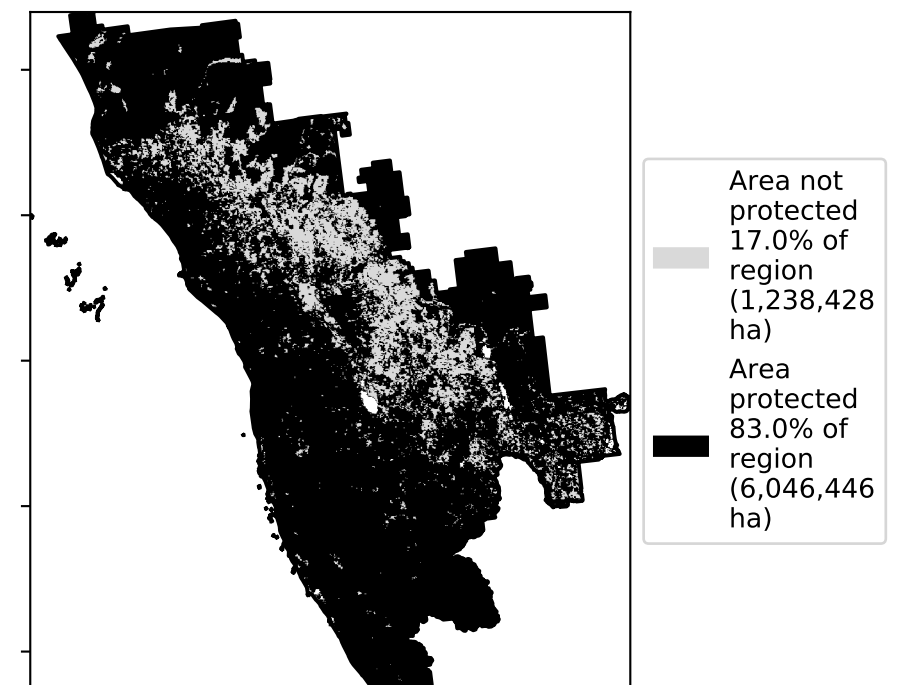 Area not
protected
17.0% of
region
(1,238,428
ha)
Area
protected
83.0% of
region
(6,046,446
ha)